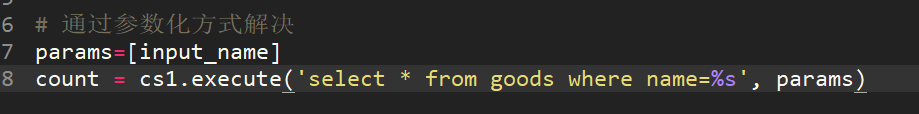 6 # 通过参数化方式解决
7 params=[input_name]
8 count = cs1.execute('select * from goods where name=%s', params)